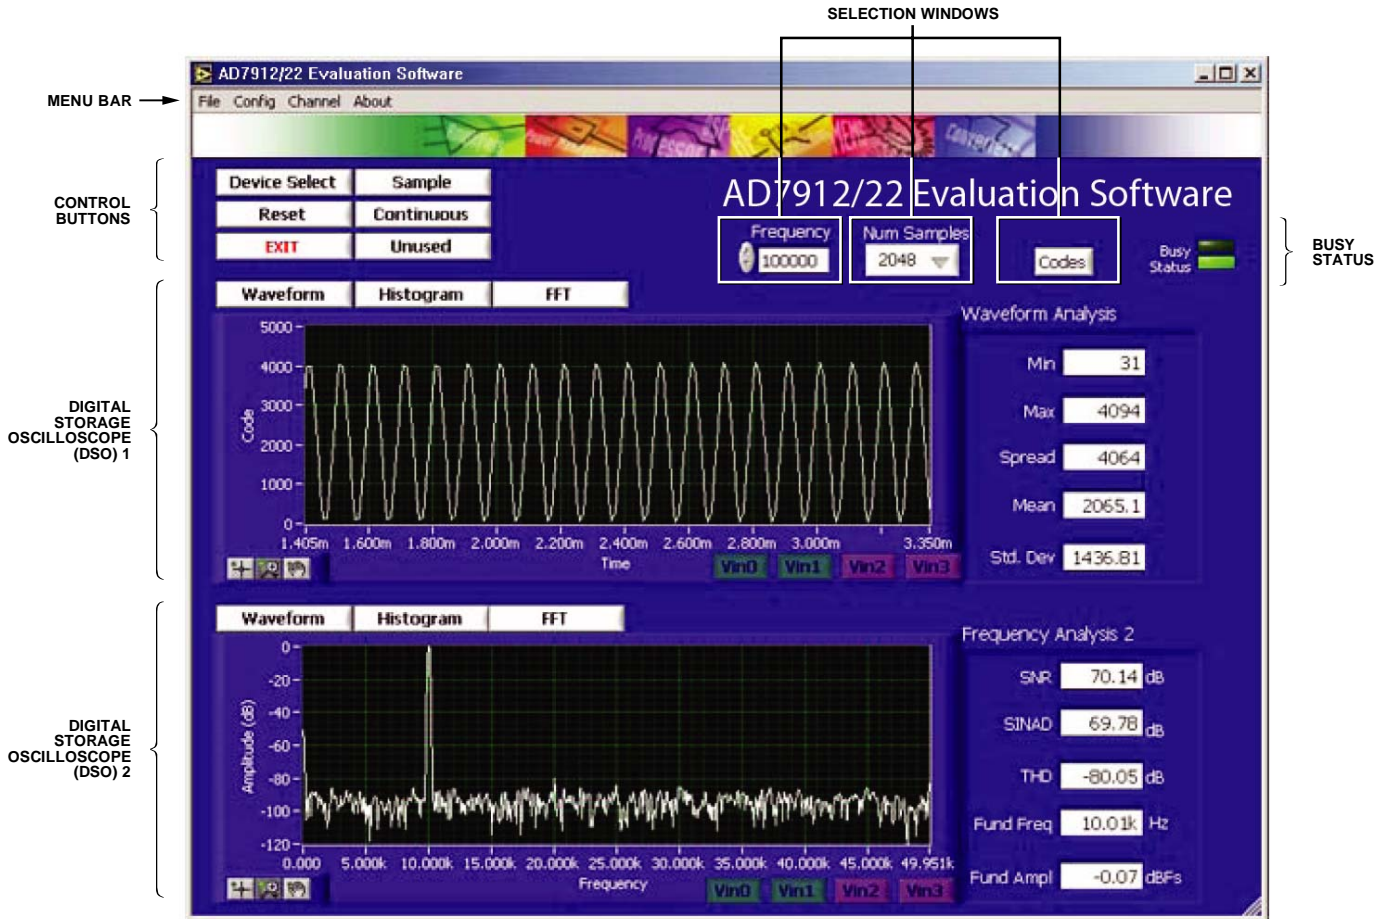 SELECTION WINDOWS
AD7912/22 Evaluation Software
MENU BAR
File Config Channel About
CONTROL
BUTTONS
Device Select Sample
Reset Continuous
EXIT Unused
AD7912/22 Evaluation Software
Frequency
100000
Num Samples
2048
Codes
Busy
Status
BUSY
STATUS
DIGITAL
STORAGE
OSCILLOSCOPE
(DSO) 1
Waveform Histogram FFT
Code
5000
4000
3000
2000
1000
0
1.405m 1.600m 1.800m 2.000m 2.200m 2.400m 2.600m 2.800m 3.000m 3.350m
Time
Vin0 Vin1 Vin2 Vin3
Waveform Analysis
Min 31
Max 4094
Spread 4064
Mean 2065.1
Std. Dev 1436.81
DIGITAL
STORAGE
OSCILLOSCOPE
(DSO) 2
Waveform Histogram FFT
Amplitude (dB)
0
-20
-40
-60
-80
-100
-120
0.000 5.000k 10.000k 15.000k 20.000k 25.000k 30.000k 35.000k 40.000k 45.000k 49.951k
Frequency
Vin0 Vin1 Vin2 Vin3
Frequency Analysis 2
SNR 70.14 dB
SINAD 69.78 dB
THD -80.05 dB
Fund Freq 10.01k Hz
Fund Ampl -0.07 dBFs